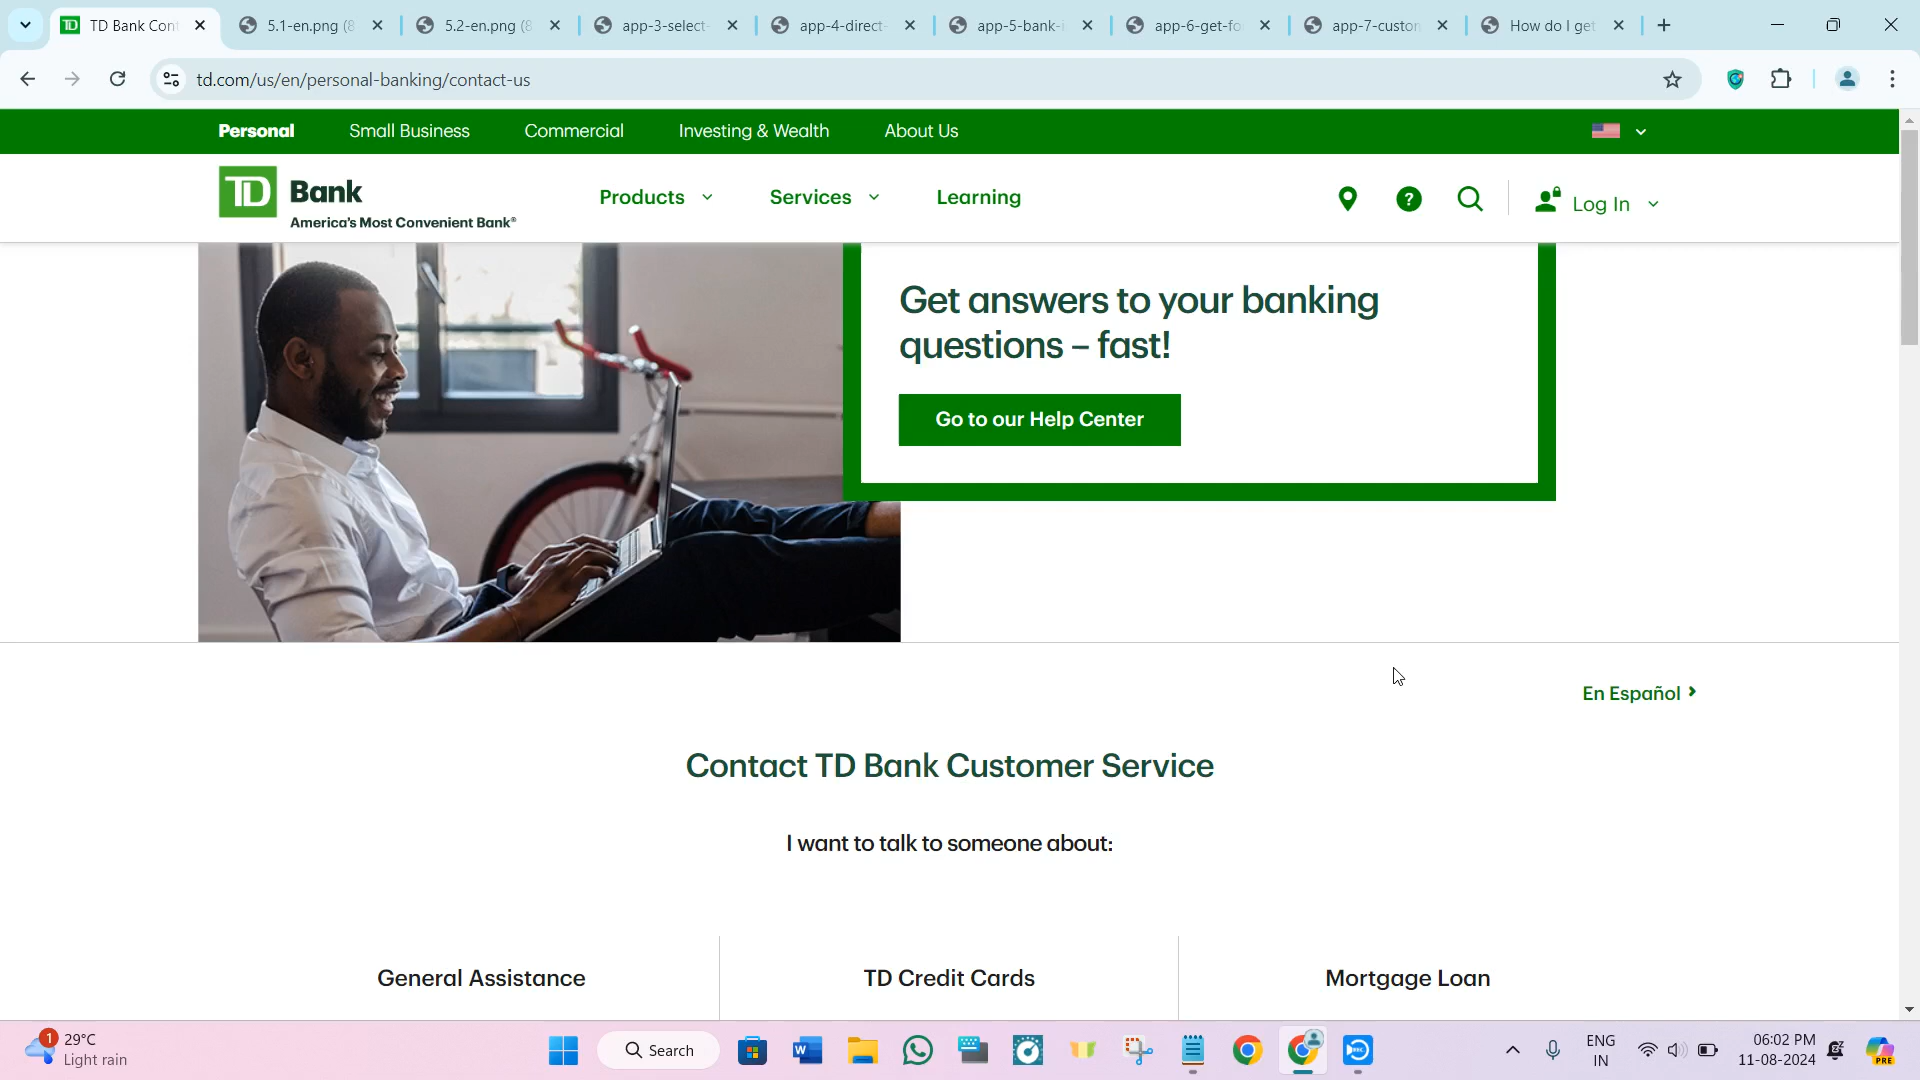 TD Bank Con
5.1-en.png (8
5.2-en.png (8
app-3-select-
app-4-direct-
app-5-bank-i
app-6-get-fo
app-7-custon
How do I get
td.com/us/en/personal-banking/contact-us
Personal Small Business Commercial Investing & Wealth About Us
TD Bank
America's Most Convenient Bank®
Products Services Learning
? Log In
Get answers to your banking
questions – fast!
Go to our Help Center
En Español
Contact TD Bank Customer Service
I want to talk to someone about:
General Assistance TD Credit Cards Mortgage Loan
1
29°C
Light rain
Search
ENG
IN
06:02 PM
11-08-2024
PRE